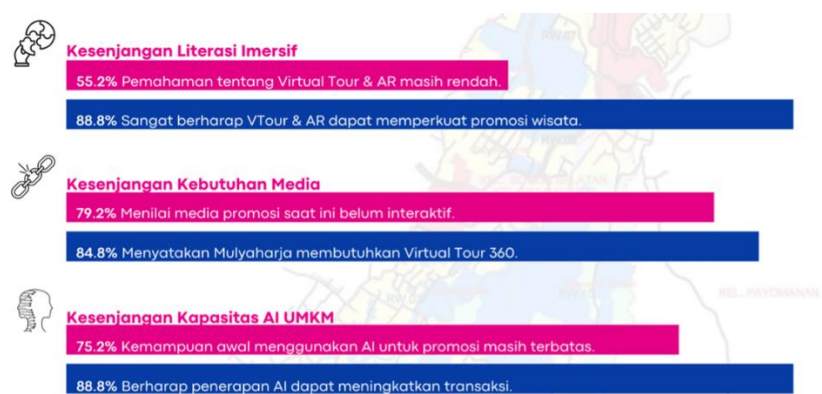 Kesenjangan Literasi Imersif
55.2% Pemahaman tentang Virtual Tour & AR masih rendah.
88.8% Sangat berharap VTour & AR dapat memperkuat promosi wisata.
Kesenjangan Kebutuhan Media
79.2% Menilai media promosi saat ini belum interaktif.
84.8% Menyatakan Mulyaharja membutuhkan Virtual Tour 360.
Kesenjangan Kapasitas AI UMKM
75.2% Kemampuan awal menggunakan AI untuk promosi masih terbatas.
88.8% Berharap penerapan AI dapat meningkatkan transaksi.